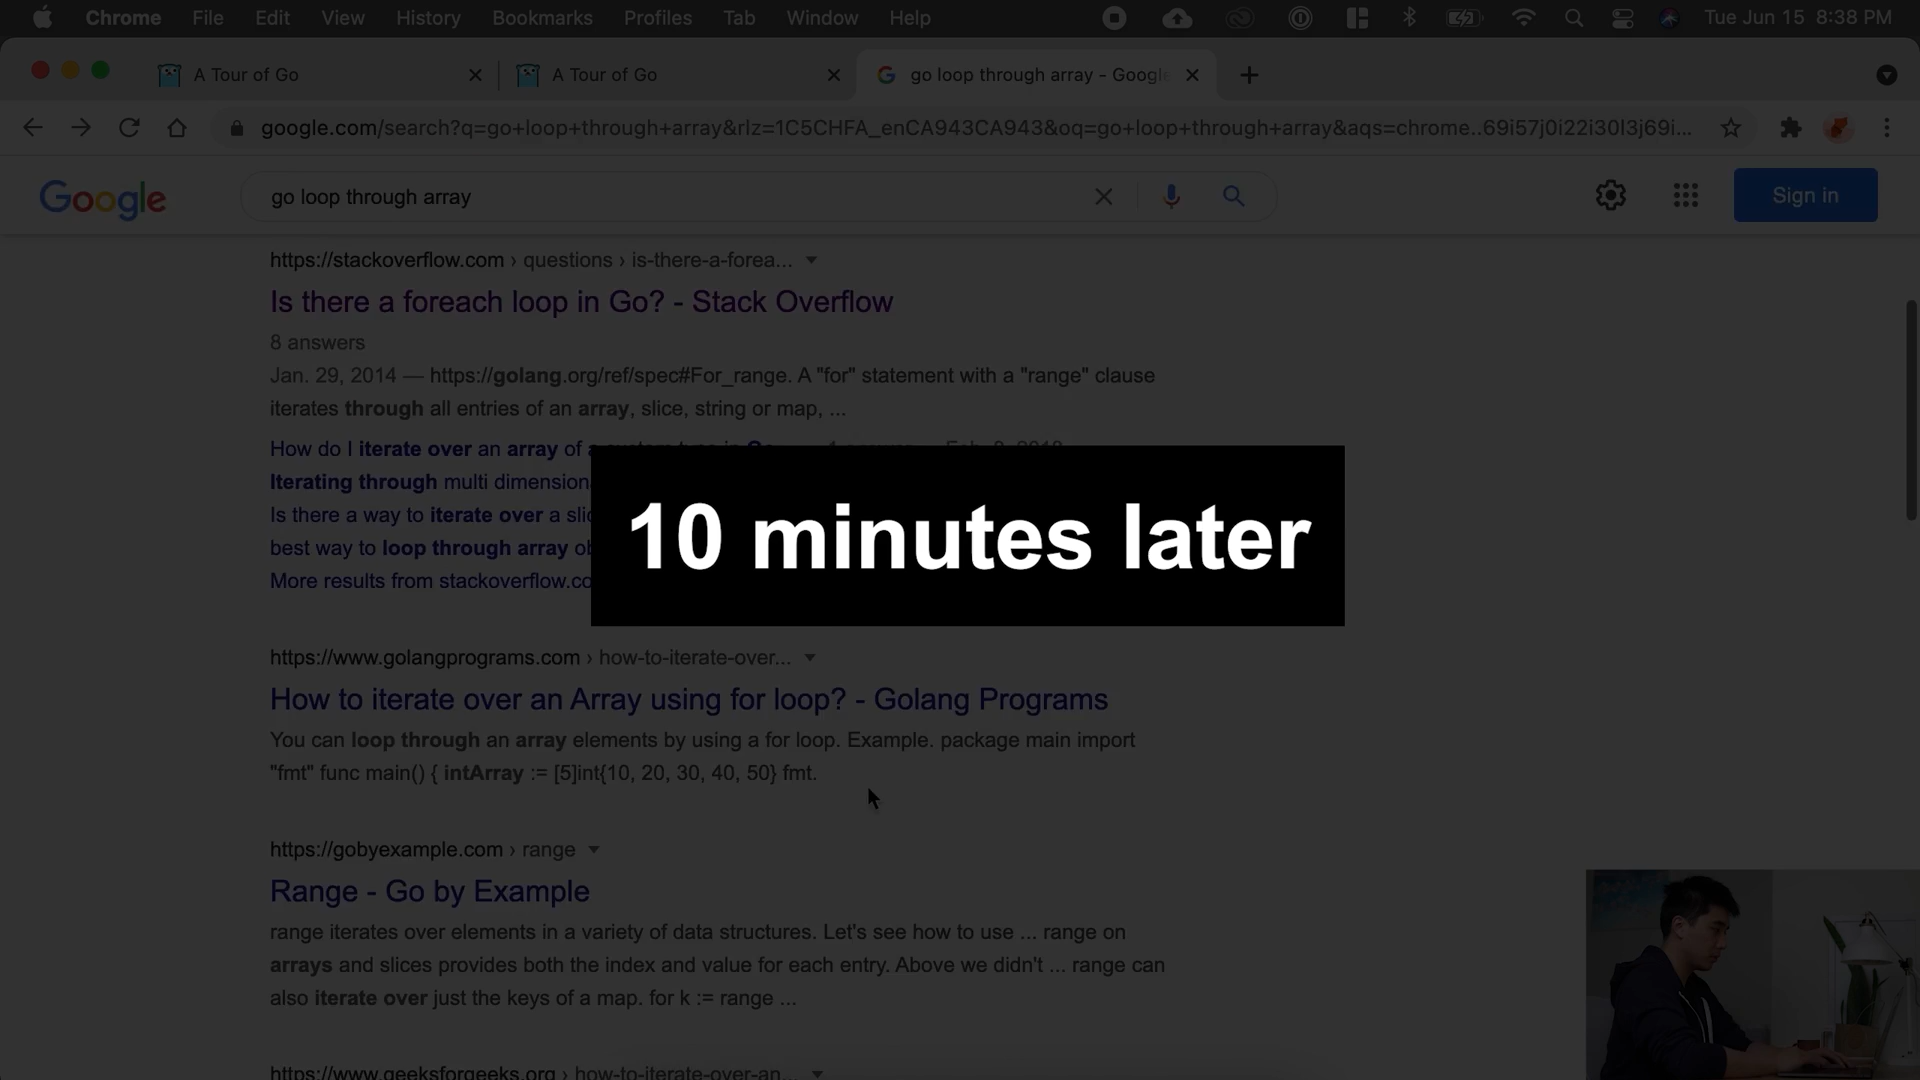 Chrome File Edit View History Bookmarks Profiles Tab Window Help Tue Jun 15 8:38 PM
A Tour of Go A Tour of Go go loop through array - Google
google.com/search?q=go+loop+through+array&rlz=1C5CHFA_enCA943CA943&oq=go+loop+through+array&aqs=chrome..69i57j0i22i30l3j69i...
Google go loop through array Sign in
https://stackoverflow.com › questions › is-there-a-forea...
Is there a foreach loop in Go? - Stack Overflow
8 answers
Jan. 29, 2014 — https://golang.org/ref/spec#For_range. A "for" statement with a "range" clause
iterates through all entries of an array, slice, string or map, ...
How do I iterate over an array of
Iterating through multi dimension
Is there a way to iterate over a slic
best way to loop through array ob
More results from stackoverflow.co
10 minutes later
https://www.golangprograms.com › how-to-iterate-over...
How to iterate over an Array using for loop? - Golang Programs
You can loop through an array elements by using a for loop. Example. package main import
"fmt" func main() { intArray := [5]int{10, 20, 30, 40, 50} fmt.
https://gobyexample.com › range
Range - Go by Example
range iterates over elements in a variety of data structures. Let's see how to use ... range on
arrays and slices provides both the index and value for each entry. Above we didn't ... range can
also iterate over just the keys of a map. for k := range ...
https://www.geeksforgeeks.org › how-to-iterate-over-an...